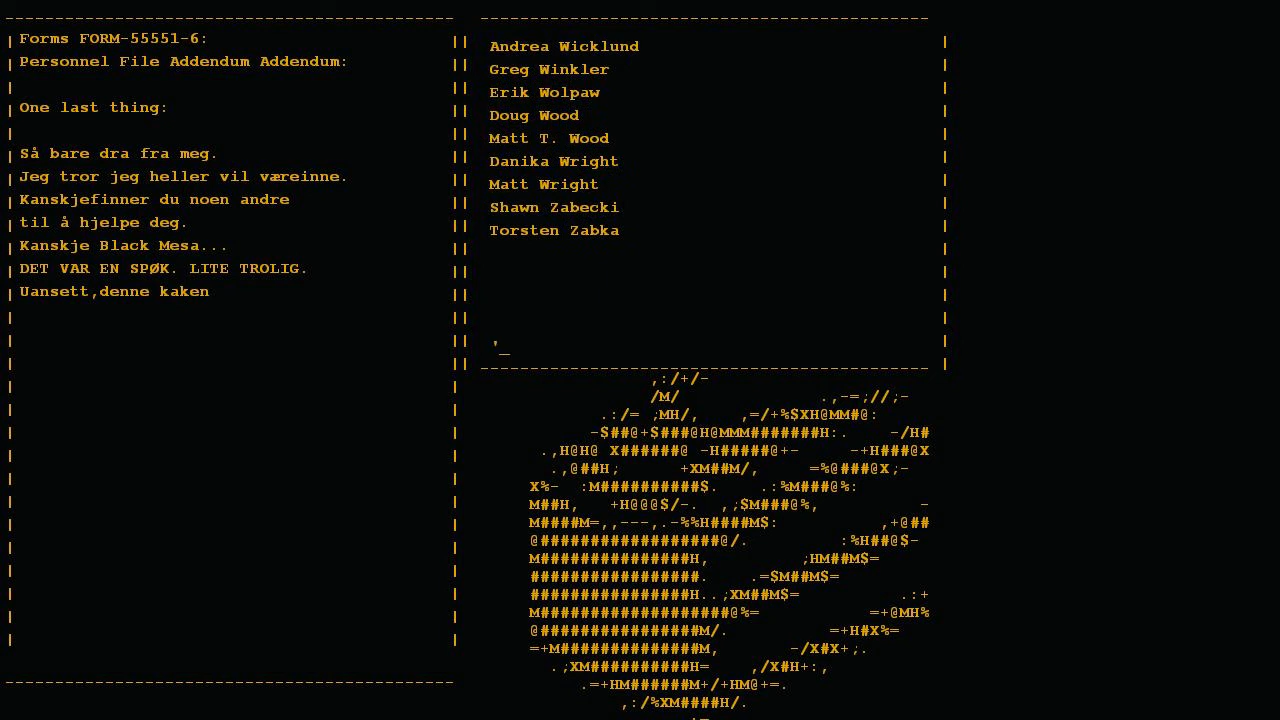 Forms FORM-55551-6:
Personnel File Addendum Addendum:
One last thing:
Så bare dra fra meg.
Jeg tror jeg heller vil væreinne.
Kanskjefinner du noen andre
til å hjelpe deg.
Kanskje Black Mesa...
DET VAR EN SPØK. LITE TROLIG.
Uansett,denne kaken
Andrea Wicklund
Greg Winkler
Erik Wolpaw
Doug Wood
Matt T. Wood
Danika Wright
Matt Wright
Shawn Zabecki
Torsten Zabka